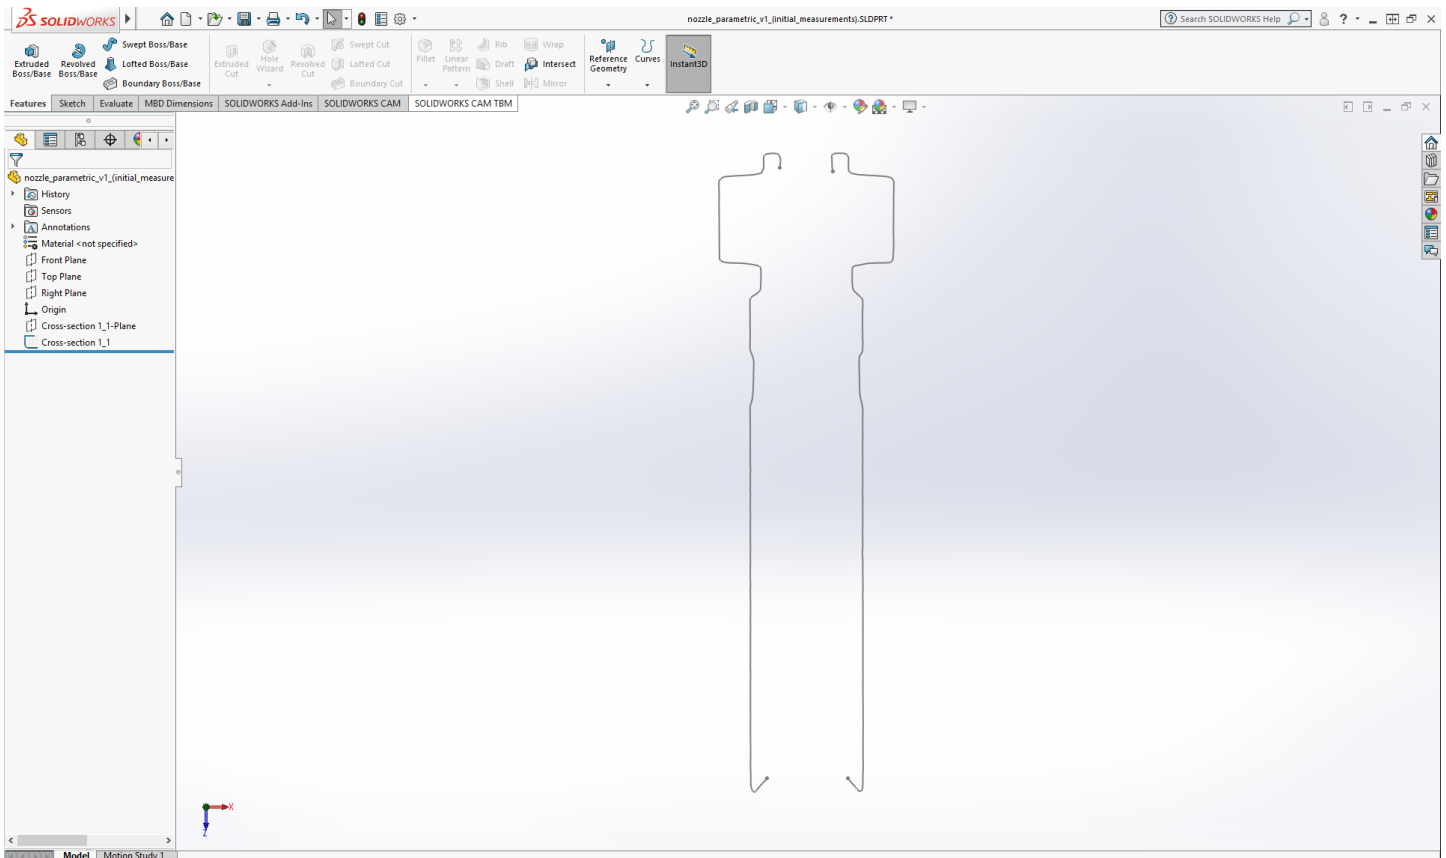 SOLIDWORKS
nozzle_parametric_v1_(initial_measurements).SLDPRT *
Search SOLIDWORKS Help
?
Extruded Boss/Base
Revolved Boss/Base
Swept Boss/Base
Lofted Boss/Base
Boundary Boss/Base
Extruded Cut
Hole Wizard
Revolved Cut
Swept Cut
Lofted Cut
Boundary Cut
Fillet
Linear Pattern
Rib
Draft
Shell
Wrap
Intersect
Mirror
Reference Geometry
Curves
Instant3D
Features
Sketch
Evaluate
MBD Dimensions
SOLIDWORKS Add-Ins
SOLIDWORKS CAM
SOLIDWORKS CAM TBM
nozzle_parametric_v1_(initial_measure
History
Sensors
Annotations
Material <not specified>
Front Plane
Top Plane
Right Plane
Origin
Cross-section 1_1-Plane
Cross-section 1_1
X
Z
Model
Motion Study 1